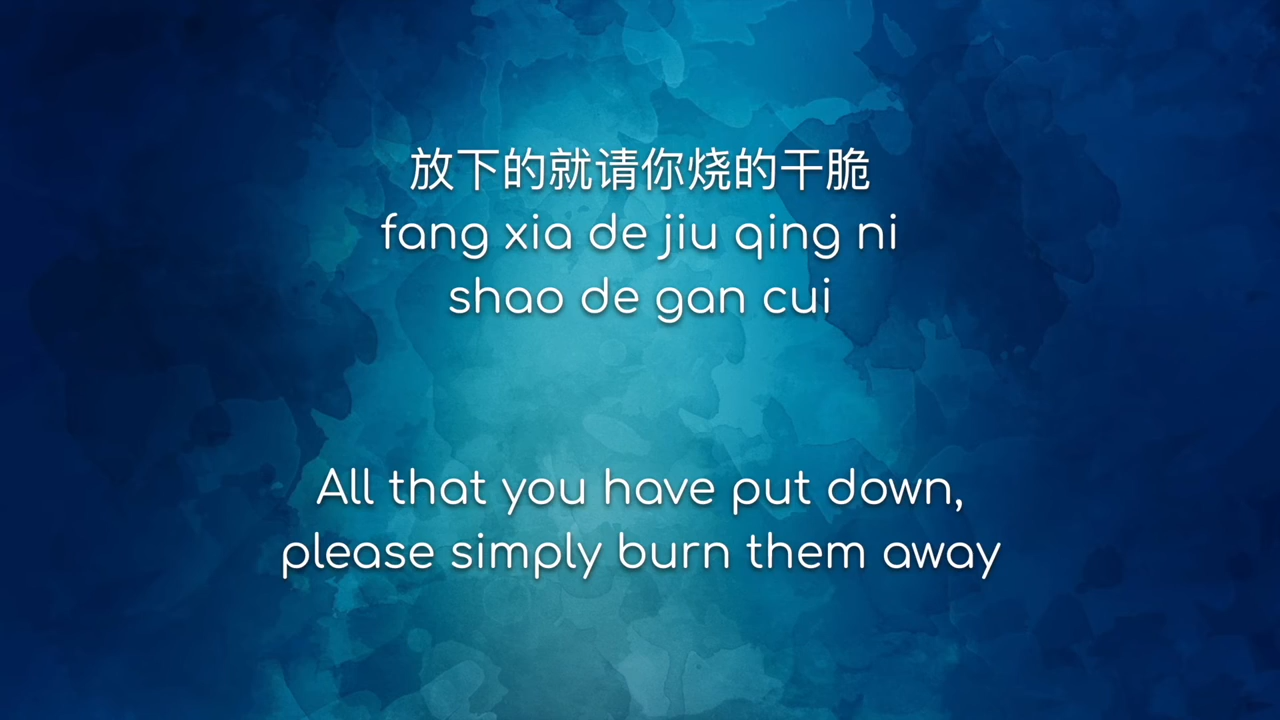 放下的就请你烧的干脆
fang xia de jiu qing ni
shao de gan cui
All that you have put down,
please simply burn them away